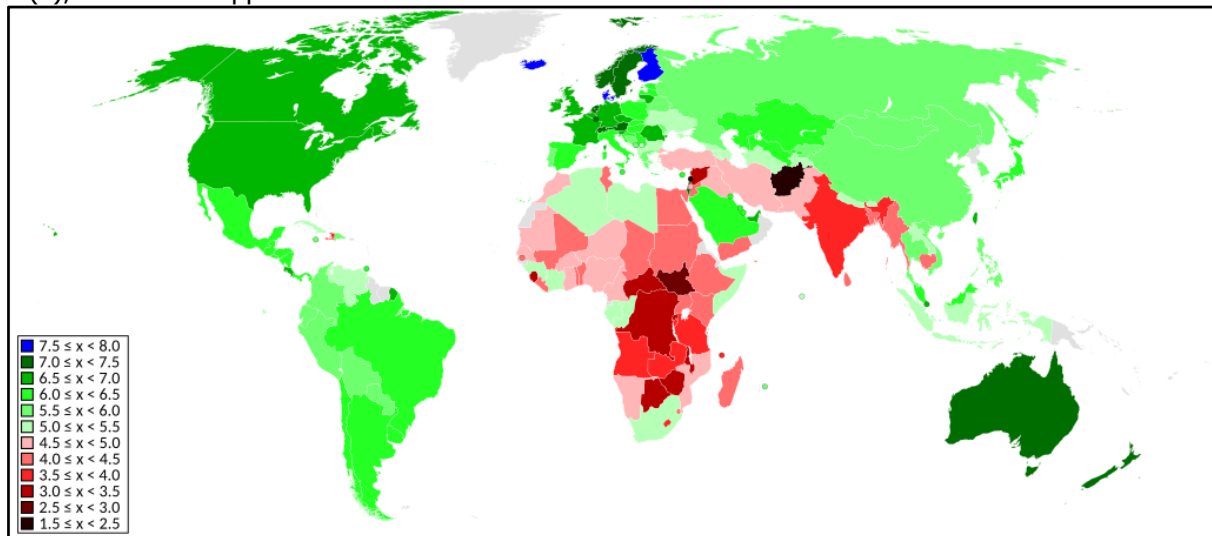 7.5 ≤ x < 8.0
7.0 ≤ x < 7.5
6.5 ≤ x < 7.0
6.0 ≤ x < 6.5
5.5 ≤ x < 6.0
5.0 ≤ x < 5.5
4.5 ≤ x < 5.0
4.0 ≤ x < 4.5
3.5 ≤ x < 4.0
3.0 ≤ x < 3.5
2.5 ≤ x < 3.0
1.5 ≤ x < 2.5